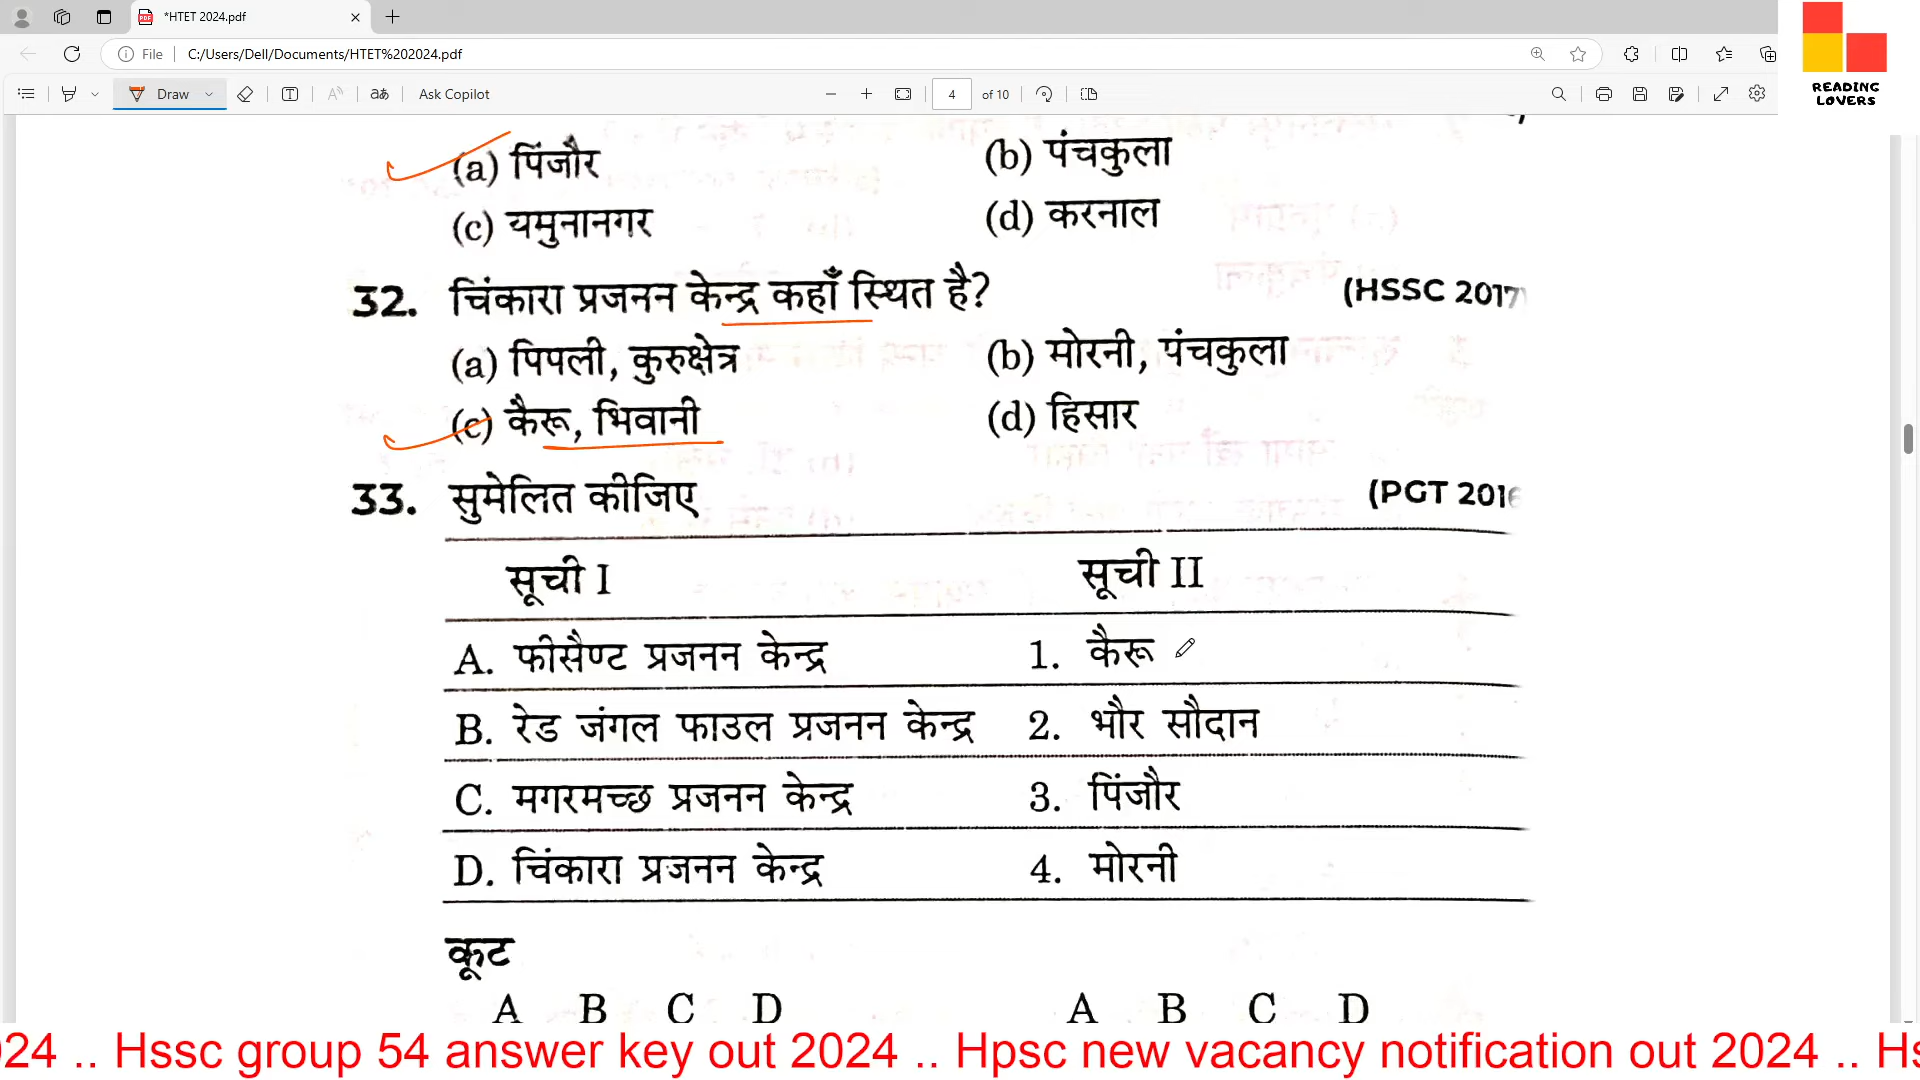 *HTET 2024.pdf
File
C:/Users/Dell/Documents/HTET%202024.pdf
Draw
Ask Copilot
4 of 10
READING
LOVERS
(a) पिंजौर (b) पंचकुला
(c) यमुनानगर (d) करनाल
32. चिंकारा प्रजनन केन्द्र कहाँ स्थित है? (HSSC 2017)
(a) पिपली, कुरुक्षेत्र (b) मोरनी, पंचकुला
(c) कैरू, भिवानी (d) हिसार
33. सुमेलित कीजिए (PGT 2016
सूची I सूची II
A. फीसैण्ट प्रजनन केन्द्र 1. कैरू
B. रेड जंगल फाउल प्रजनन केन्द्र 2. भौर सौदान
C. मगरमच्छ प्रजनन केन्द्र 3. पिंजौर
D. चिंकारा प्रजनन केन्द्र 4. मोरनी
कूट
A B C D A B C D
024 .. Hssc group 54 answer key out 2024 .. Hpsc new vacancy notification out 2024 .. Hs